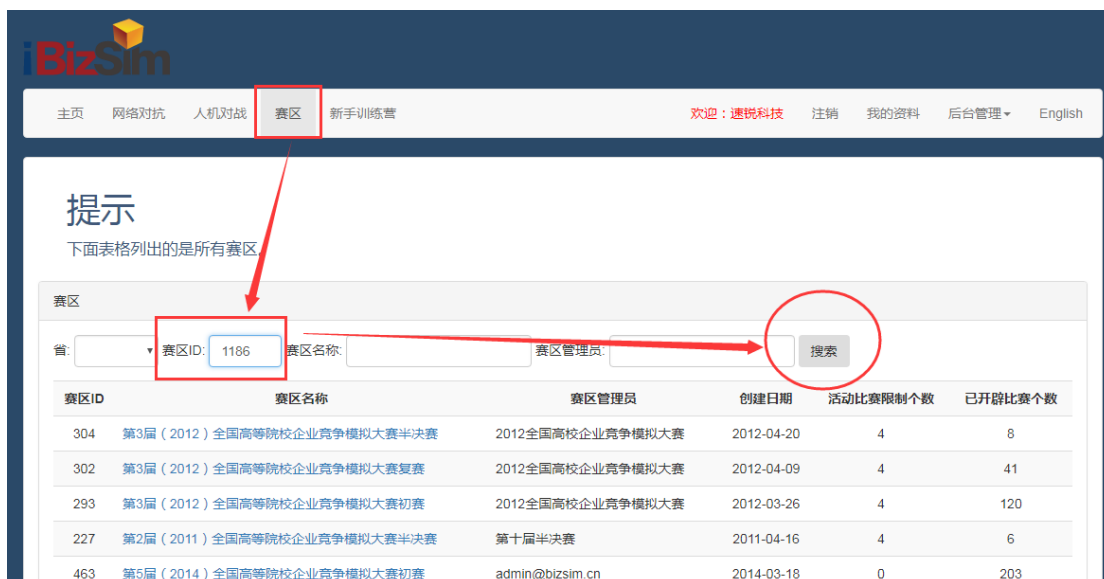 iBizSim
主页 网络对抗 人机对战 赛区 新手训练营 欢迎：速锐科技 注销 我的资料 后台管理 English
提示
下面表格列出的是所有赛区。
赛区
省: 赛区ID: 1186 赛区名称: 赛区管理员: 搜索
赛区ID 赛区名称 赛区管理员 创建日期 活动比赛限制个数 已开辟比赛个数
304 第3届（2012）全国高等院校企业竞争模拟大赛半决赛 2012全国高校企业竞争模拟大赛 2012-04-20 4 8
302 第3届（2012）全国高等院校企业竞争模拟大赛复赛 2012全国高校企业竞争模拟大赛 2012-04-09 4 41
293 第3届（2012）全国高等院校企业竞争模拟大赛初赛 2012全国高校企业竞争模拟大赛 2012-03-26 4 120
227 第2届（2011）全国高等院校企业竞争模拟大赛半决赛 第十届半决赛 2011-04-16 4 6
463 第5届（2014）全国高等院校企业竞争模拟大赛初赛 admin@bizsim.cn 2014-03-18 0 203